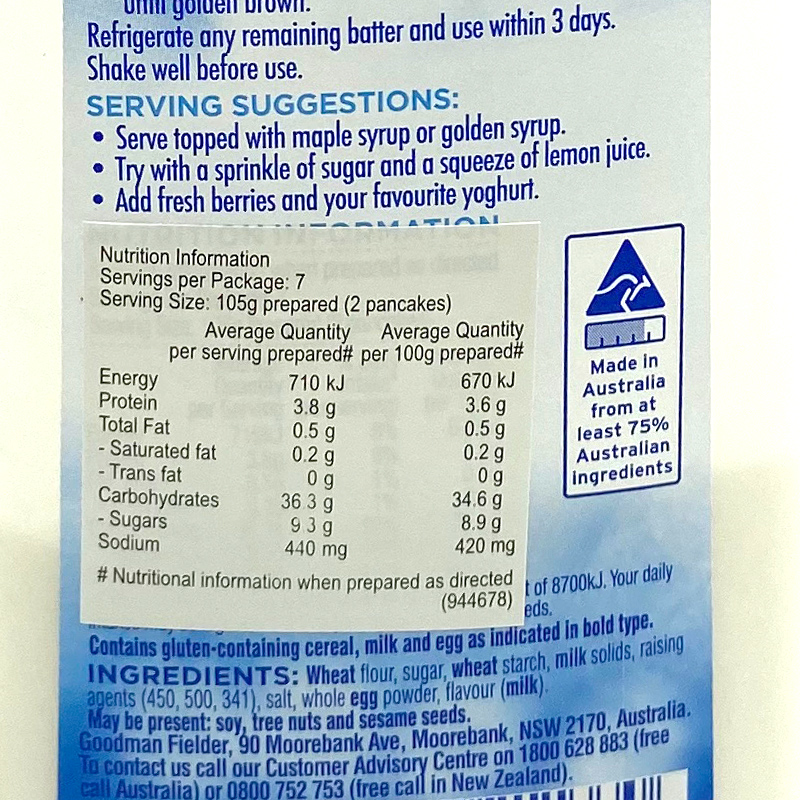 until golden brown.
Refrigerate any remaining batter and use within 3 days.
Shake well before use.
SERVING SUGGESTIONS:
• Serve topped with maple syrup or golden syrup.
• Try with a sprinkle of sugar and a squeeze of lemon juice.
• Add fresh berries and your favourite yoghurt.
NUTRITION INFORMATION
Nutrition Information
Servings per Package: 7
Serving Size: 105g prepared (2 pancakes)
Average Quantity Average Quantity
per serving prepared# per 100g prepared#
Energy 710 kJ 670 kJ
Protein 3.8 g 3.6 g
Total Fat 0.5 g 0.5 g
- Saturated fat 0.2 g 0.2 g
- Trans fat 0 g 0 g
Carbohydrates 36.3 g 34.6 g
- Sugars 9.3 g 8.9 g
Sodium 440 mg 420 mg
# Nutritional information when prepared as directed
(944678)
Made in
Australia
from at
least 75%
Australian
ingredients
of 8700kJ. Your daily
eds.
Contains gluten-containing cereal, milk and egg as indicated in bold type.
INGREDIENTS: Wheat flour, sugar, wheat starch, milk solids, raising
agents (450, 500, 341), salt, whole egg powder, flavour (milk).
May be present: soy, tree nuts and sesame seeds.
Goodman Fielder, 90 Moorebank Ave, Moorebank, NSW 2170, Australia.
To contact us call our Customer Advisory Centre on 1800 628 883 (free
call Australia) or 0800 752 753 (free call in New Zealand).